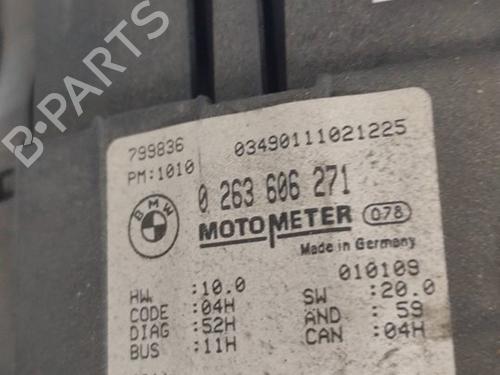 B-PARTS
799836 03490111021225
PM:1010
BMW
0 263 606 271
MOTOMETER 078
Made in Germany
010109
HW. :10.0 SW :20.0
CODE :04H AND : 59
DIAG :52H CAN :04H
BUS :11H